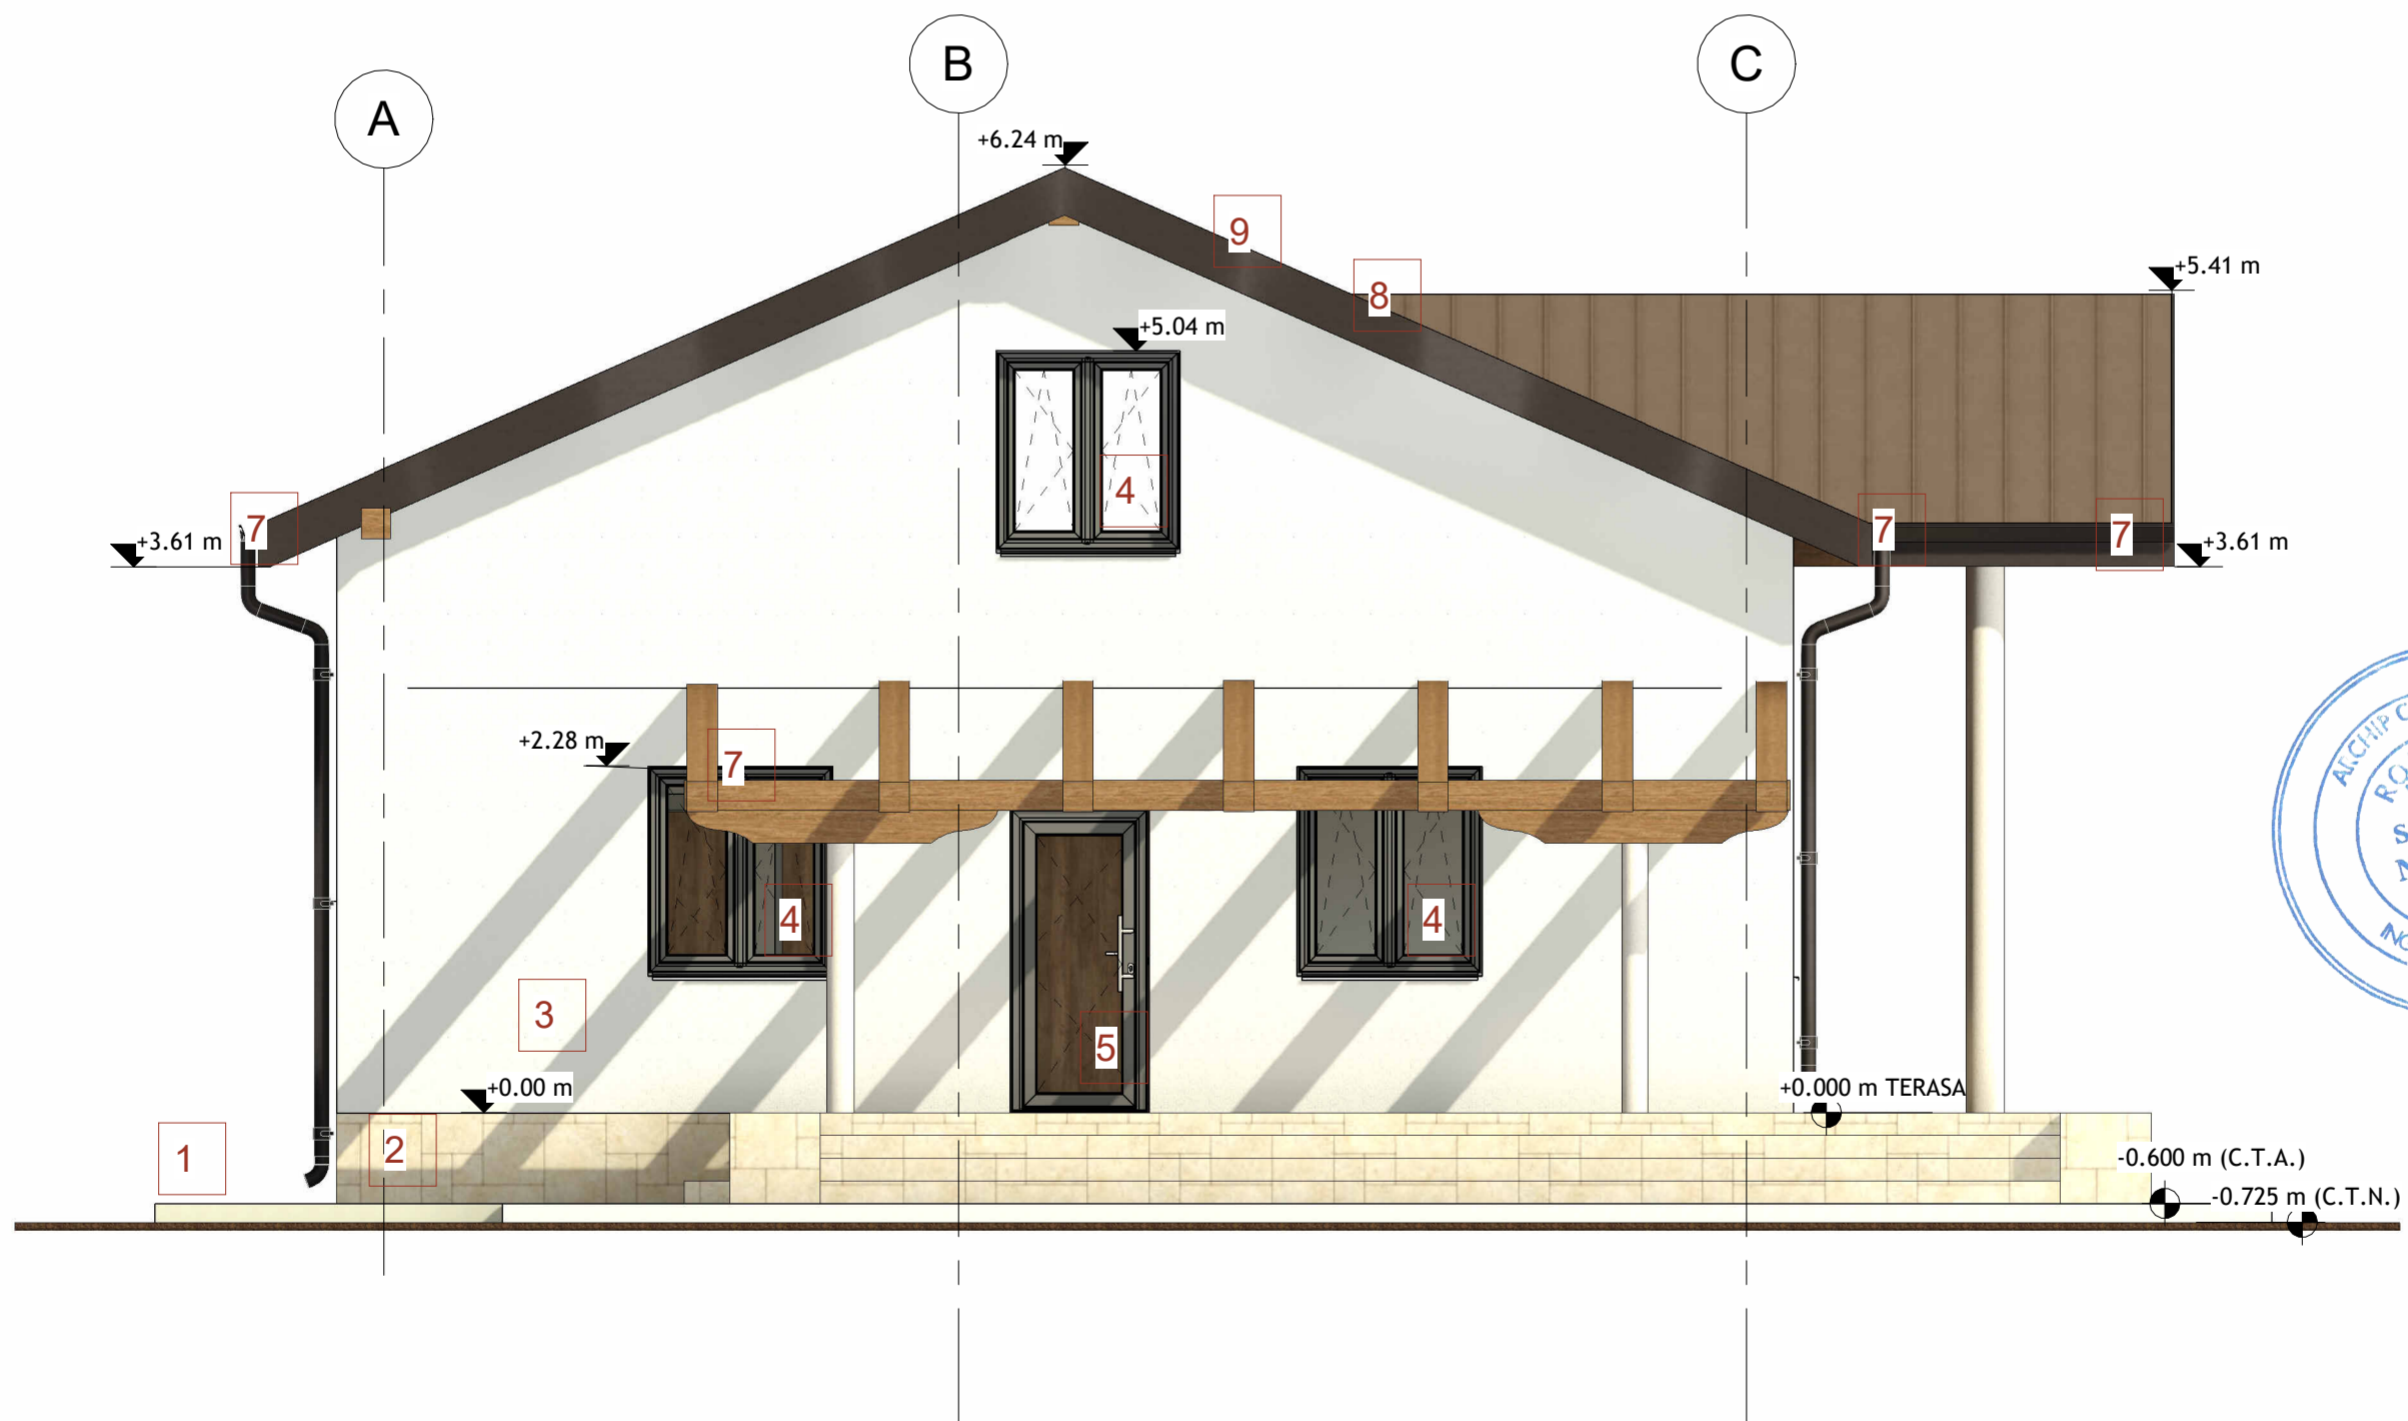 A
B
C
+6.24 m
9
8
+5.41 m
+5.04 m
4
7
+3.61 m
7
7
+3.61 m
+2.28 m
7
4
4
3
5
+0.00 m
+0.000 m TERASA
1
2
-0.600 m (C.T.A.)
-0.725 m (C.T.N.)